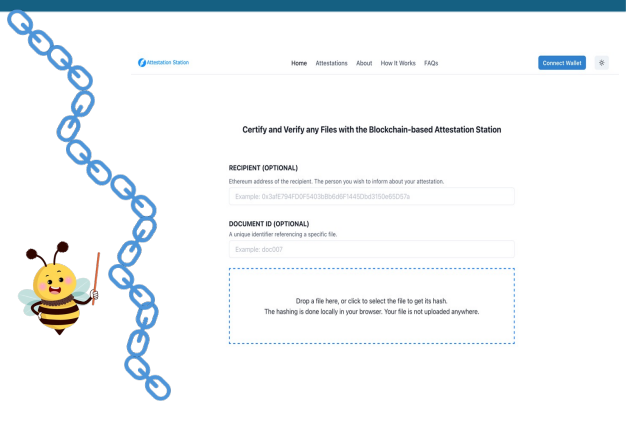 Attestation Station
Home Attestations About How It Works FAQs
Connect Wallet
Certify and Verify any Files with the Blockchain-based Attestation Station
RECIPIENT (OPTIONAL)
Ethereum address of the recipient. The person you wish to inform about your attestation.
Example:
DOCUMENT ID (OPTIONAL)
A unique identifier referencing a specific file.
Example: doc007
Drop a file here, or click to select the file to get its hash.
The hashing is done locally in your browser. Your file is not uploaded anywhere.